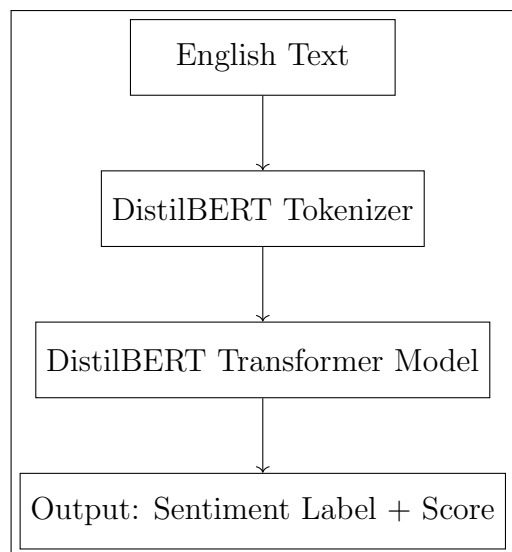 English Text
DistilBERT Tokenizer
DistilBERT Transformer Model
Output: Sentiment Label + Score